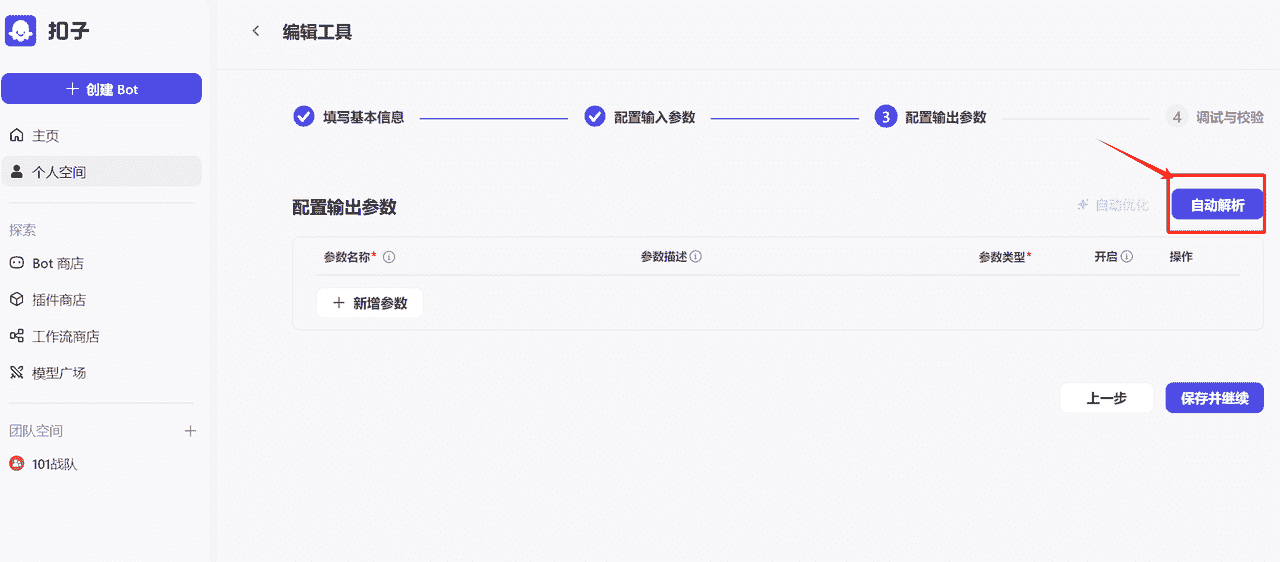 扣子
编辑工具
创建 Bot
主页
个人空间
探索
Bot 商店
插件商店
工作流商店
模型广场
团队空间
101战队
填写基本信息
配置输入参数
3 配置输出参数
4 调试与校验
配置输出参数
自动优化
自动解析
参数名称* 参数描述 参数类型* 开启 操作
新增参数
上一步 保存并继续